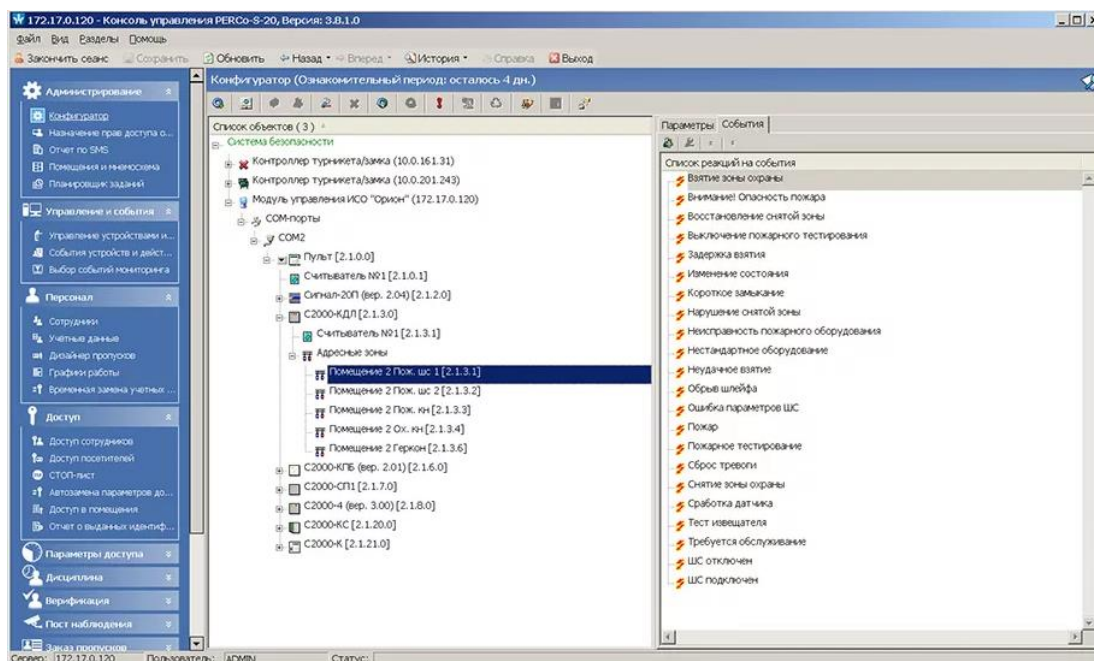 172.17.0.120 - Консоль управления PERCo-S-20, Версия: 3.8.1.0
Файл Вид Разделы Помощь
Закончить сеанс Сохранить Обновить Назад Вперед История Справка Выход
Администрирование
Конфигуратор
Назначение прав доступа о...
Отчет по SMS
Помещения и мнемосхема
Планировщик заданий
Управление и события
Управление устройствами и...
События устройств и дейст...
Выбор событий мониторинга
Персонал
Сотрудники
Учетные данные
Дизайнер пропусков
Графики работы
Временная замена учетных ...
Доступ
Доступ сотрудников
Доступ посетителей
СТОП-лист
Автозамена параметров до...
Доступ в помещения
Отчет о выданных идентиф...
Параметры доступа
Дисциплина
Верификация
Пост наблюдения
Заказ пропусков
Конфигуратор (Ознакомительный период: осталось 4 дн.)
Список объектов ( 3 )
Система безопасности
Контроллер турникета/замка (10.0.161.31)
Контроллер турникета/замка (10.0.201.243)
Модуль управления ИСО "Орион" (172.17.0.120)
COM-порты
COM2
Пульт [2.1.0.0]
Считыватель №1 [2.1.0.1]
Сигнал-20П (вер. 2.04) [2.1.2.0]
С2000-КДЛ [2.1.3.0]
Считыватель №1 [2.1.3.1]
Адресные зоны
Помещение 2 Пож. шс 1 [2.1.3.1]
Помещение 2 Пож. шс 2 [2.1.3.2]
Помещение 2 Пож. кн [2.1.3.3]
Помещение 2 Ох. кн [2.1.3.4]
Помещение 2 Геркон [2.1.3.6]
С2000-КПБ (вер. 2.01) [2.1.6.0]
С2000-СП1 [2.1.7.0]
С2000-4 (вер. 3.00) [2.1.8.0]
С2000-КС [2.1.20.0]
С2000-К [2.1.21.0]
Параметры События
Список реакций на события
Взятие зоны охраны
Внимание! Опасность пожара
Восстановление снятой зоны
Выключение пожарного тестирования
Задержка взятия
Изменение состояния
Короткое замыкание
Нарушение снятой зоны
Неисправность пожарного оборудования
Нестандартное оборудование
Неудачное взятие
Обрыв шлейфа
Ошибка параметров ШС
Пожар
Пожарное тестирование
Сброс тревоги
Снятие зоны охраны
Сработка датчика
Тест извещателя
Требуется обслуживание
ШС отключен
ШС подключен
Сервер: 172.17.0.120 Пользователь: ADMIN Статус: